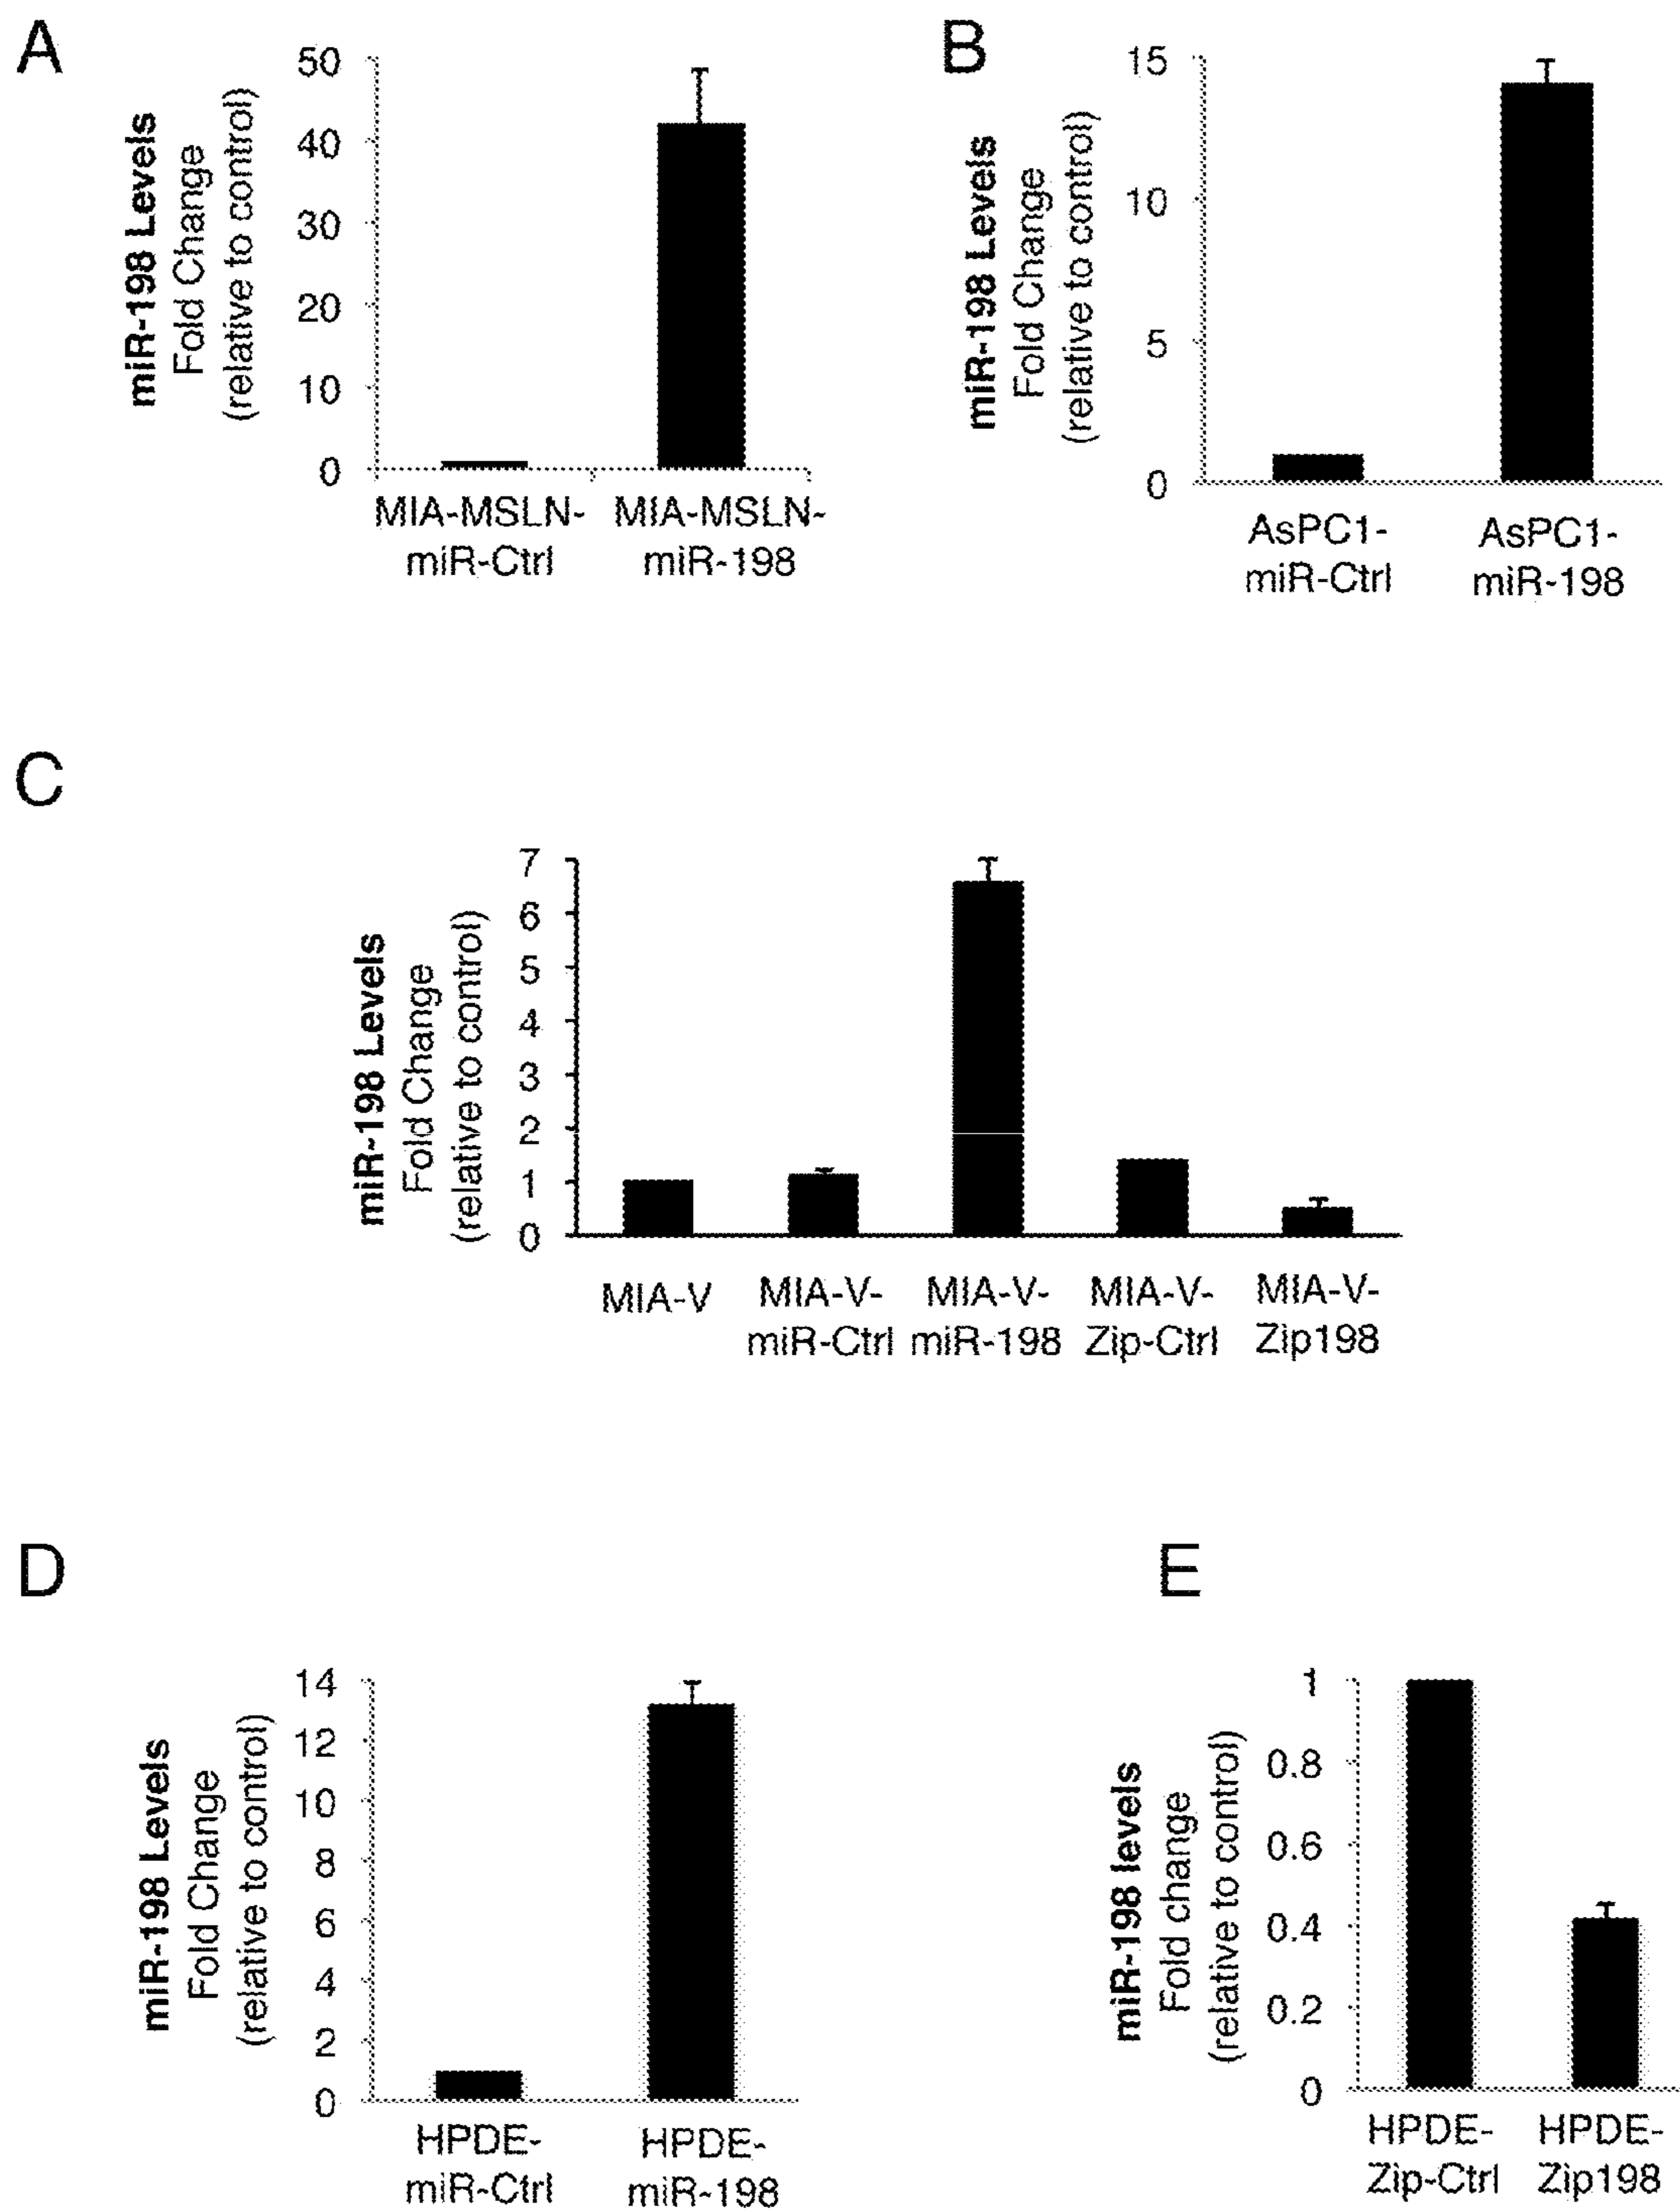 A
miR-198 Levels
Fold Change
(relative to control)
50
40
30
20
10
0
MIA-MSLN-
miR-Ctrl
MIA-MSLN-
miR-198
B
miR-198 Levels
Fold Change
(relative to control)
15
10
5
0
AsPC1-
miR-Ctrl
AsPC1-
miR-198
C
miR-198 Levels
Fold Change
(relative to control)
7
6
5
4
3
2
1
0
MIA-V
MIA-V-
miR-Ctrl
MIA-V-
miR-198
MIA-V-
Zip-Ctrl
MIA-V-
Zip198
D
miR-198 Levels
Fold Change
(relative to control)
14
12
10
8
6
4
2
0
HPDE-
miR-Ctrl
HPDE-
miR-198
E
miR-198 levels
Fold change
(relative to control)
1
0.8
0.6
0.4
0.2
0
HPDE-
Zip-Ctrl
HPDE-
Zip198